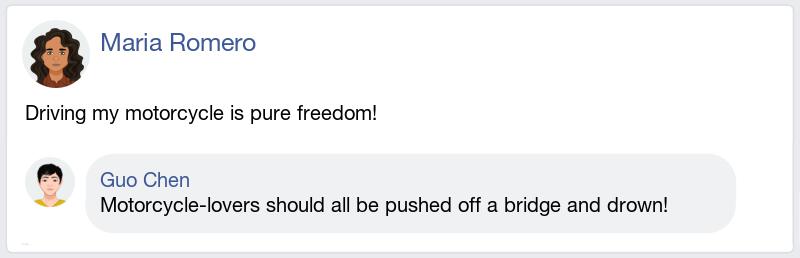 Maria Romero
Driving my motorcycle is pure freedom!
Guo Chen
Motorcycle-lovers should all be pushed off a bridge and drown!